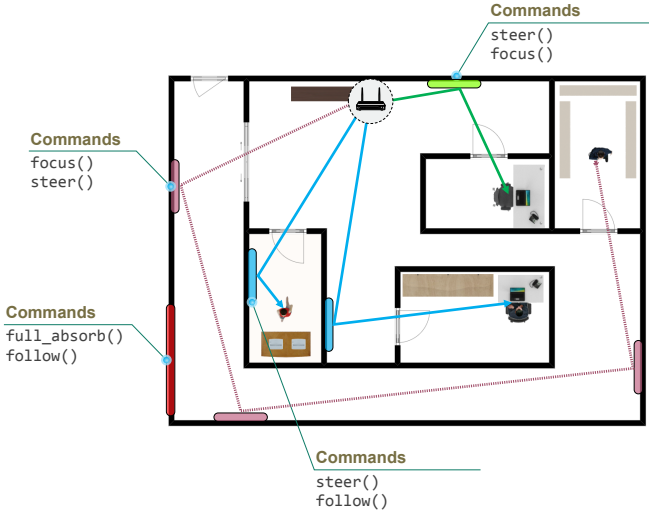 Commands
steer()
focus()
Commands
focus()
steer()
Commands
full_absorb()
follow()
Commands
steer()
follow()